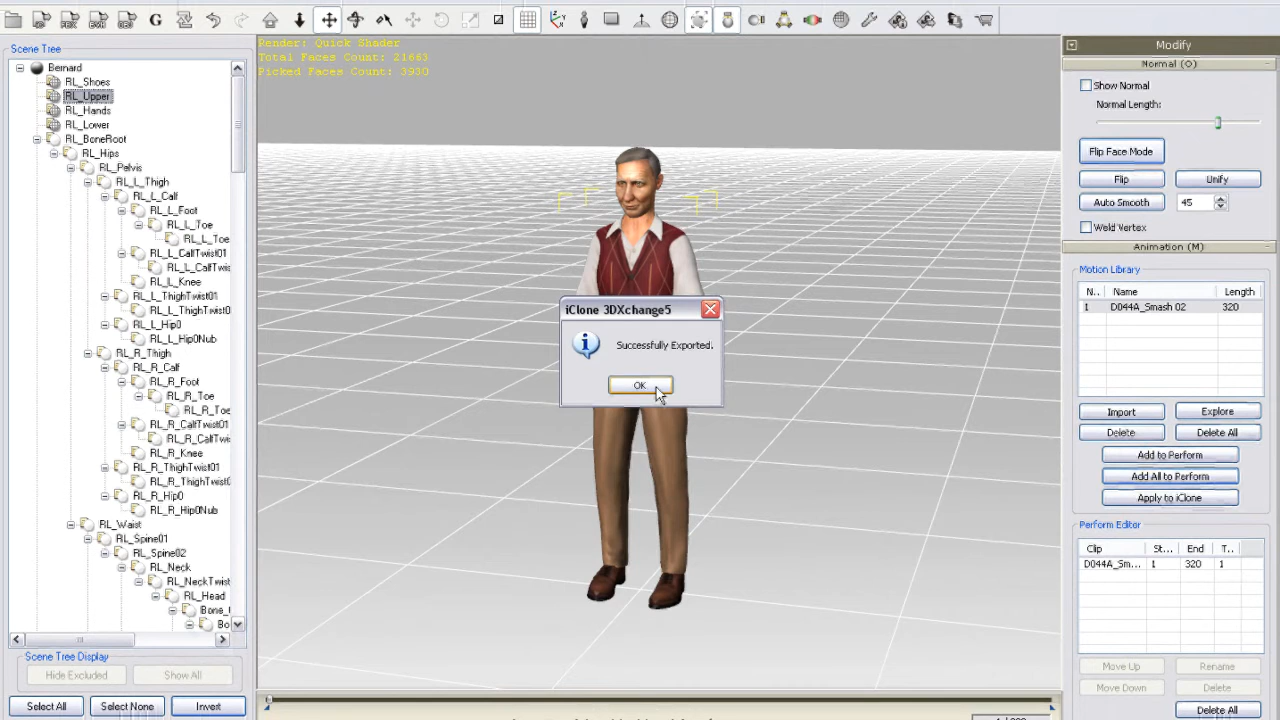 G
Scene Tree
Bernard
RL_Shoes
RL_Upper
RL_Hands
RL_Lower
RL_BoneRoot
RL_Hips
RL_Pelvis
RL_L_Thigh
RL_L_Calf
RL_L_Foot
RL_L_Toe
RL_L_Toe
RL_L_CalfTwist01
RL_L_CalfTwis
RL_L_Knee
RL_L_ThighTwist01
RL_L_ThighTwist0
RL_L_Hip0
RL_L_Hip0Nub
RL_R_Thigh
RL_R_Calf
RL_R_Foot
RL_R_Toe
RL_R_Toe
RL_R_CalfTwist01
RL_R_CalfTwi
RL_R_Knee
RL_R_ThighTwist01
RL_R_ThighTwist0
RL_R_Hip0
RL_R_Hip0Nub
RL_Waist
RL_Spine01
RL_Spine02
RL_Neck
RL_NeckTwist
RL_Head
Bone_
Bo
Scene Tree Display
Hide Excluded Show All
Select All Select None Invert
Render: Quick Shader
Total Faces Count: 21663
Picked Faces Count: 3930
iClone 3DXchange5
Successfully Exported.
OK
Modify
Normal (O)
Show Normal
Normal Length:
Flip Face Mode
Flip Unify
Auto Smooth 45
Weld Vertex
Animation (M)
Motion Library
N.. Name Length
1 D044A_Smash 02 320
Import Explore
Delete Delete All
Add to Perform
Add All to Perform
Apply to iClone
Perform Editor
Clip St... End T..
D044A_Sm... 1 320 1
Move Up Rename
Move Down Delete
Delete All